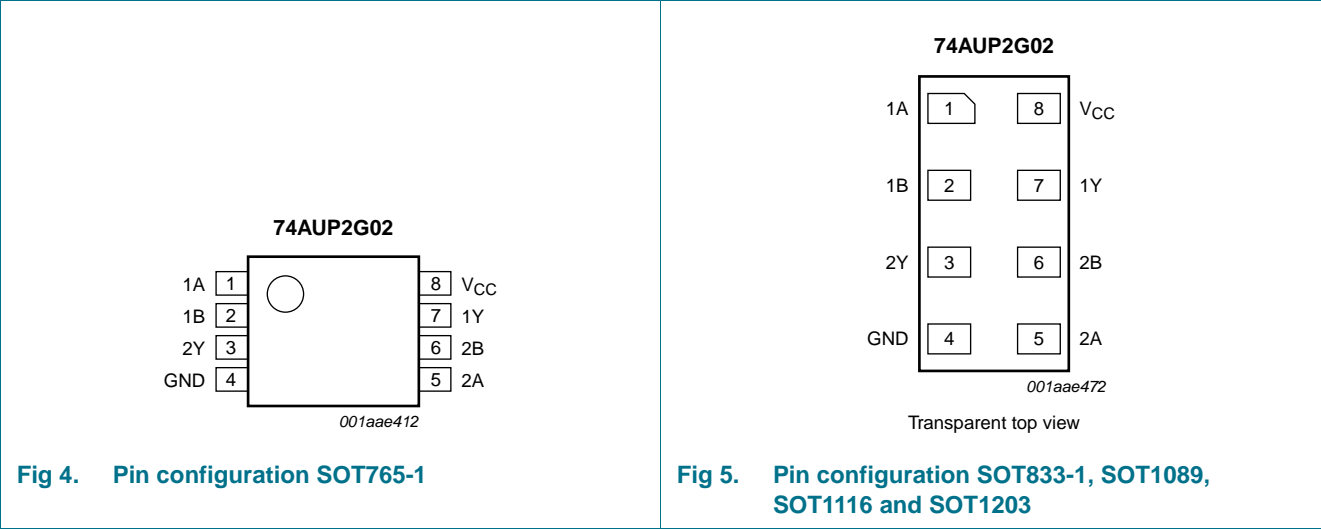 74AUP2G02
1A 1 8 VCC
1B 2 7 1Y
2Y 3 6 2B
GND 4 5 2A
001aae412
Fig 4. Pin configuration SOT765-1
74AUP2G02
1A 1 8 VCC
1B 2 7 1Y
2Y 3 6 2B
GND 4 5 2A
001aae472
Transparent top view
Fig 5. Pin configuration SOT833-1, SOT1089,
SOT1116 and SOT1203